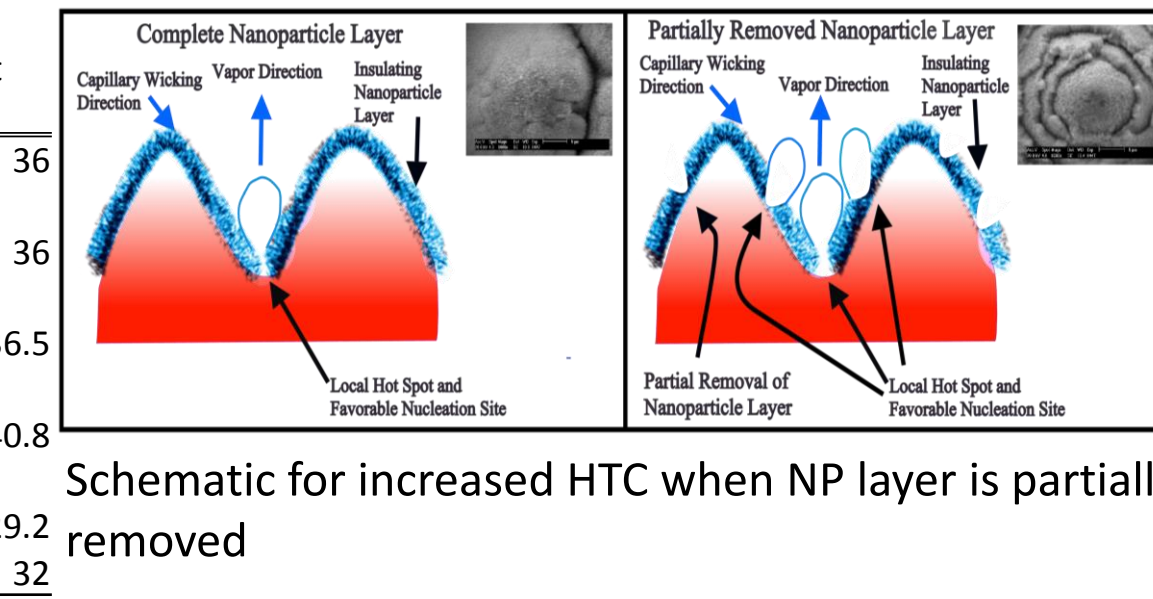 36
36
6.5
0.8
9.2
32
Complete Nanoparticle Layer
Capillary Wicking
Direction
Vapor Direction
Insulating
Nanoparticle
Layer
Local Hot Spot and
Favorable Nucleation Site
Partially Removed Nanoparticle Layer
Capillary Wicking
Direction
Vapor Direction
Insulating
Nanoparticle
Layer
Partial Removal of
Nanoparticle Layer
Local Hot Spot and
Favorable Nucleation Site
Schematic for increased HTC when NP layer is partiall
removed